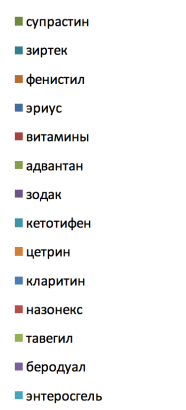 супрастин
зиртек
фенистил
эриус
витамины
адвантан
зодак
кетотифен
цетрин
кларитин
назонекс
тавегил
беродуал
энтеросгель